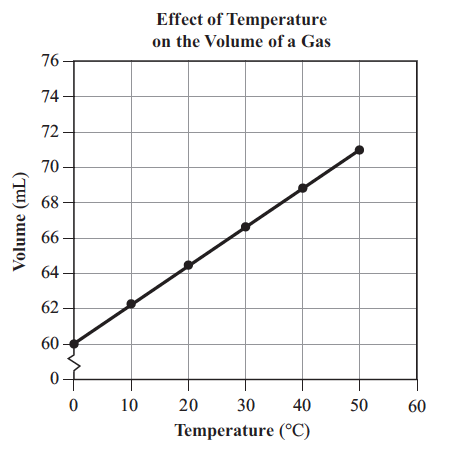 Effect of Temperature
on the Volume of a Gas
76
74
72
70
68
66
64
62
60
0
Volume (mL)
0 10 20 30 40 50 60
Temperature (°C)